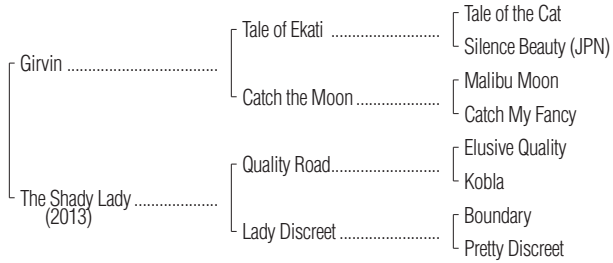 Tale of the Cat
Tale of Ekati ....................
Silence Beauty (JPN)
Girvin .....................................
Malibu Moon
Catch the Moon ....................
Catch My Fancy
Elusive Quality
Quality Road...........................
Kobla
The Shady Lady ....................
(2013)
Boundary
Lady Discreet ........................
Pretty Discreet